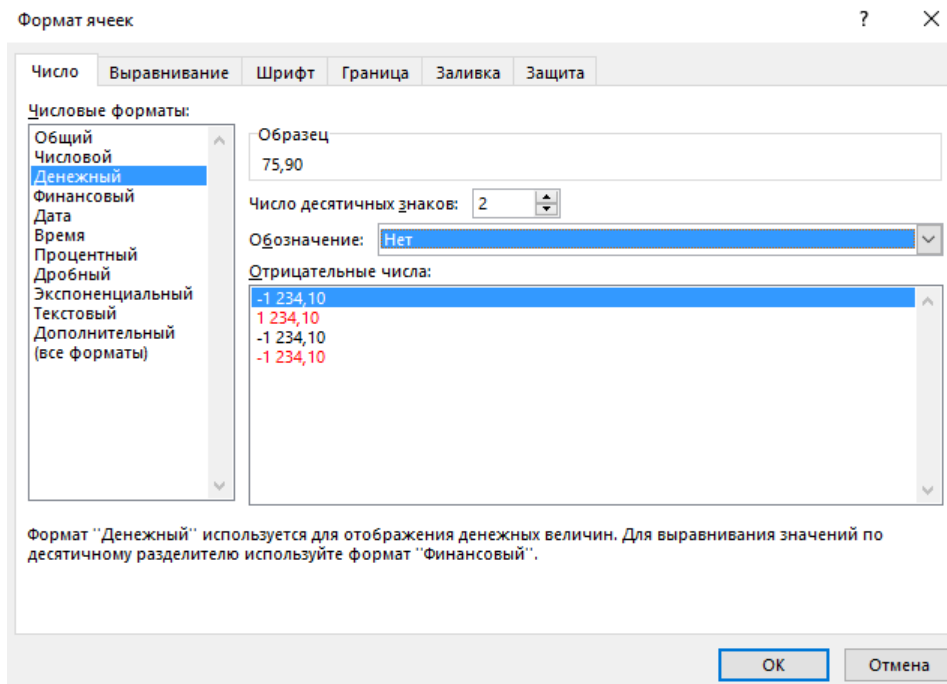 Формат ячеек
Число Выравнивание Шрифт Граница Заливка Защита
Числовые форматы:
Общий
Числовой
Денежный
Финансовый
Дата
Время
Процентный
Дробный
Экспоненциальный
Текстовый
Дополнительный
(все форматы)
Образец
75,90
Число десятичных знаков: 2
Обозначение: Нет
Отрицательные числа:
-1 234,10
1 234,10
-1 234,10
-1 234,10
Формат "Денежный" используется для отображения денежных величин. Для выравнивания значений по
десятичному разделителю используйте формат "Финансовый".
ОК Отмена